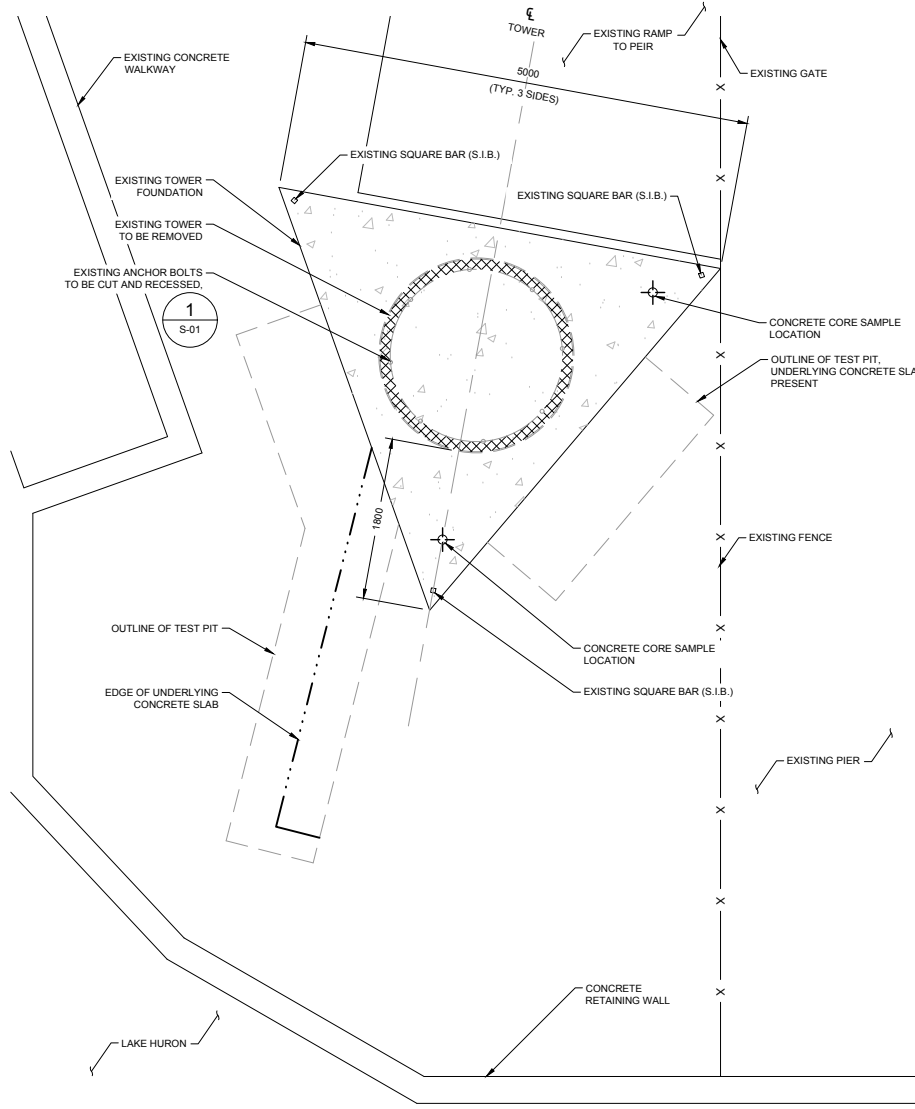 ℄
TOWER
EXISTING RAMP
TO PEIR
EXISTING CONCRETE
WALKWAY
EXISTING GATE
5000
(TYP. 3 SIDES)
EXISTING SQUARE BAR (S.I.B.)
EXISTING TOWER
FOUNDATION
EXISTING SQUARE BAR (S.I.B.)
EXISTING TOWER
TO BE REMOVED
EXISTING ANCHOR BOLTS
TO BE CUT AND RECESSED,
1
S-01
CONCRETE CORE SAMPLE
LOCATION
OUTLINE OF TEST PIT,
UNDERLYING CONCRETE SLA
PRESENT
1800
EXISTING FENCE
OUTLINE OF TEST PIT
CONCRETE CORE SAMPLE
LOCATION
EDGE OF UNDERLYING
CONCRETE SLAB
EXISTING SQUARE BAR (S.I.B.)
EXISTING PIER
CONCRETE
RETAINING WALL
LAKE HURON
X
X
X
X
X
X
X
X
X
X